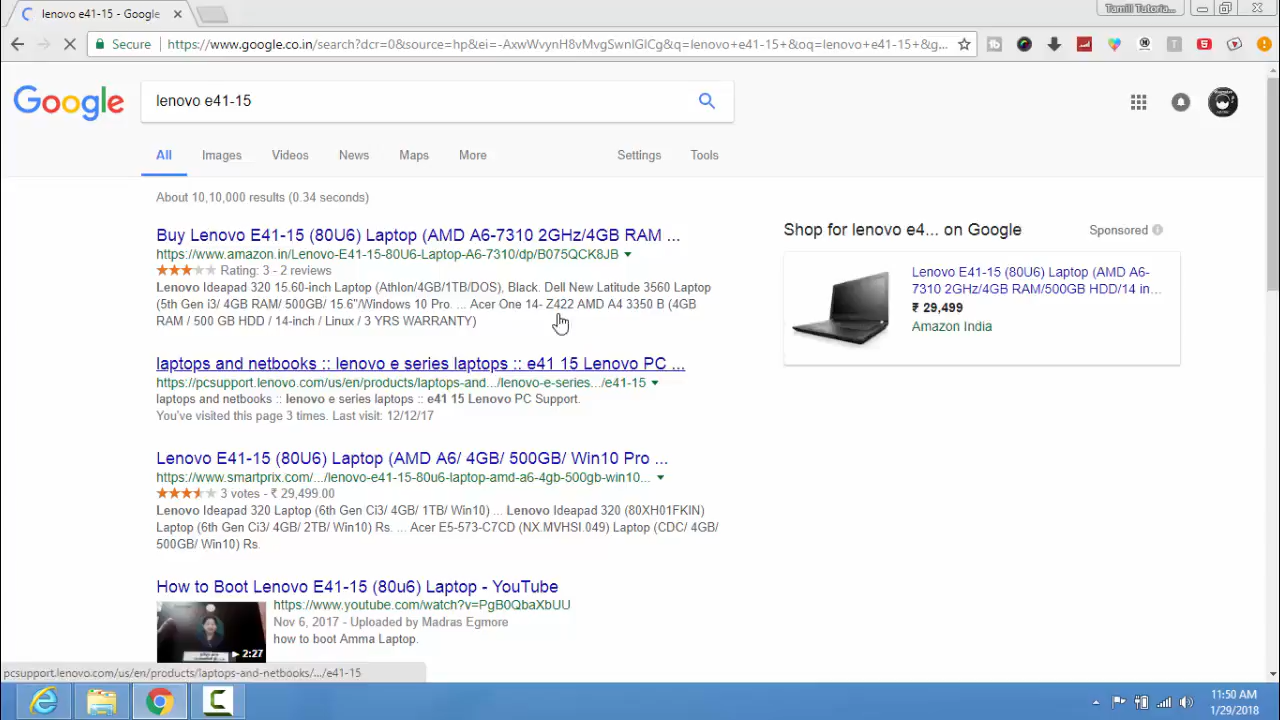 lenovo e41-15 - Google
Tamill Tutoria...
Secure
https://www.google.co.in/search?dcr=0&source=hp&ei=-AxwWvynH8vMvgSwnIGICg&q=lenovo+e41-15+&oq=lenovo+e41-15+&g...
Google
lenovo e41-15
All Images Videos News Maps More Settings Tools
About 10,10,000 results (0.34 seconds)
Buy Lenovo E41-15 (80U6) Laptop (AMD A6-7310 2GHz/4GB RAM ...
https://www.amazon.in/Lenovo-E41-15-80U6-Laptop-A6-7310/dp/B075QCK8JB
Rating: 3 - 2 reviews
Lenovo Ideapad 320 15.60-inch Laptop (Athlon/4GB/1TB/DOS), Black. Dell New Latitude 3560 Laptop
(5th Gen i3/ 4GB RAM/ 500GB/ 15.6"/Windows 10 Pro. ... Acer One 14- Z422 AMD A4 3350 B (4GB
RAM / 500 GB HDD / 14-inch / Linux / 3 YRS WARRANTY)
laptops and netbooks :: lenovo e series laptops :: e41 15 Lenovo PC ...
https://pcsupport.lenovo.com/us/en/products/laptops-and.../lenovo-e-series.../e41-15
laptops and netbooks :: lenovo e series laptops :: e41 15 Lenovo PC Support.
You've visited this page 3 times. Last visit: 12/12/17
Lenovo E41-15 (80U6) Laptop (AMD A6/ 4GB/ 500GB/ Win10 Pro ...
https://www.smartprix.com/.../lenovo-e41-15-80u6-laptop-amd-a6-4gb-500gb-win10...
3 votes - ₹ 29,499.00
Lenovo Ideapad 320 Laptop (6th Gen Ci3/ 4GB/ 1TB/ Win10) ... Lenovo Ideapad 320 (80XH01FKIN)
Laptop (6th Gen Ci3/ 4GB/ 2TB/ Win10) Rs. ... Acer E5-573-C7CD (NX.MVHSI.049) Laptop (CDC/ 4GB/
500GB/ Win10) Rs.
How to Boot Lenovo E41-15 (80u6) Laptop - YouTube
https://www.youtube.com/watch?v=PgB0QbaXbUU
Nov 6, 2017 - Uploaded by Madras Egmore
how to boot Amma Laptop.
2:27
Shop for lenovo e4... on Google Sponsored
Lenovo E41-15 (80U6) Laptop (AMD A6-
7310 2GHz/4GB RAM/500GB HDD/14 in...
₹ 29,499
Amazon India
pcsupport.lenovo.com/us/en/products/laptops-and-netbooks/.../e41-15
11:50 AM
1/29/2018